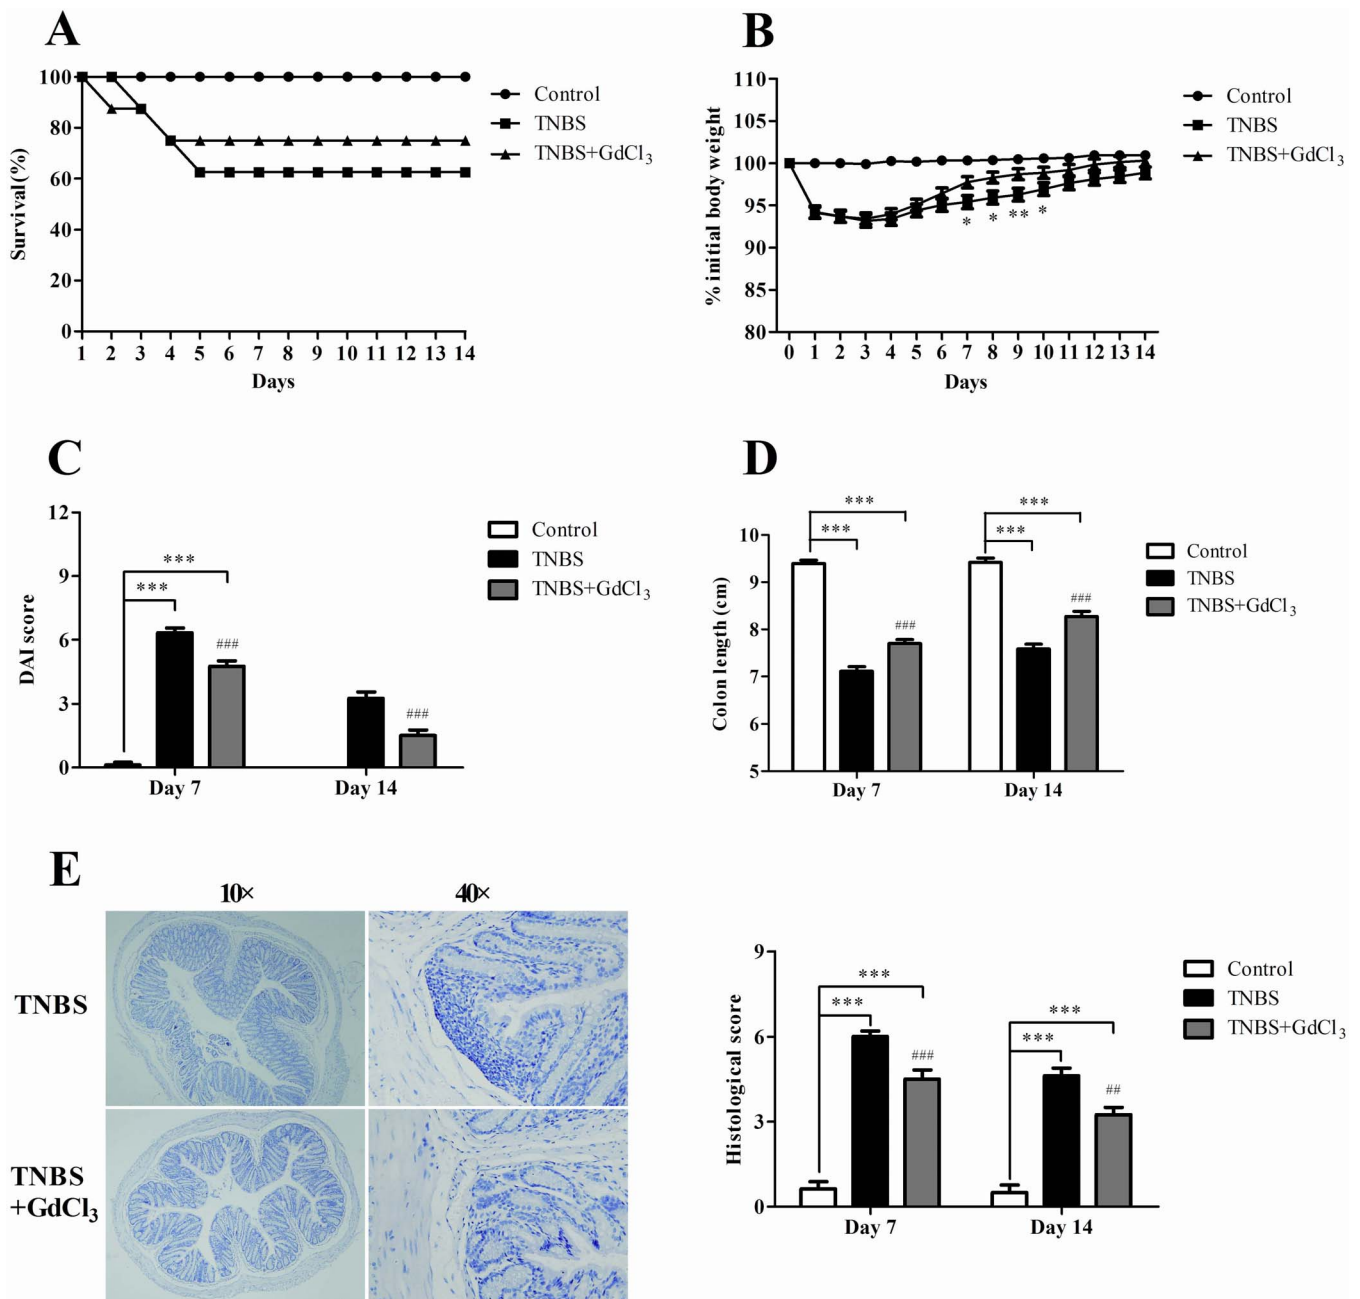 A
100
80
60
40
20
0
Survival(%)
1 2 3 4 5 6 7 8 9 10 11 12 13 14
Days
Control
TNBS
TNBS+GdCl3
B
110
105
100
95
90
85
80
% initial body weight
* * ** *
0 1 2 3 4 5 6 7 8 9 10 11 12 13 14
Days
Control
TNBS
TNBS+GdCl3
C
12
9
6
3
0
DAI score
***
***
###
###
Day 7 Day 14
Control
TNBS
TNBS+GdCl3
D
10
9
8
7
6
5
Colon length (cm)
*** ***
*** ***
### ###
Day 7 Day 14
Control
TNBS
TNBS+GdCl3
E
10× 40×
TNBS
TNBS
+GdCl3
9
6
3
0
Histological score
***
***
###
***
***
##
Day 7 Day 14
Control
TNBS
TNBS+GdCl3